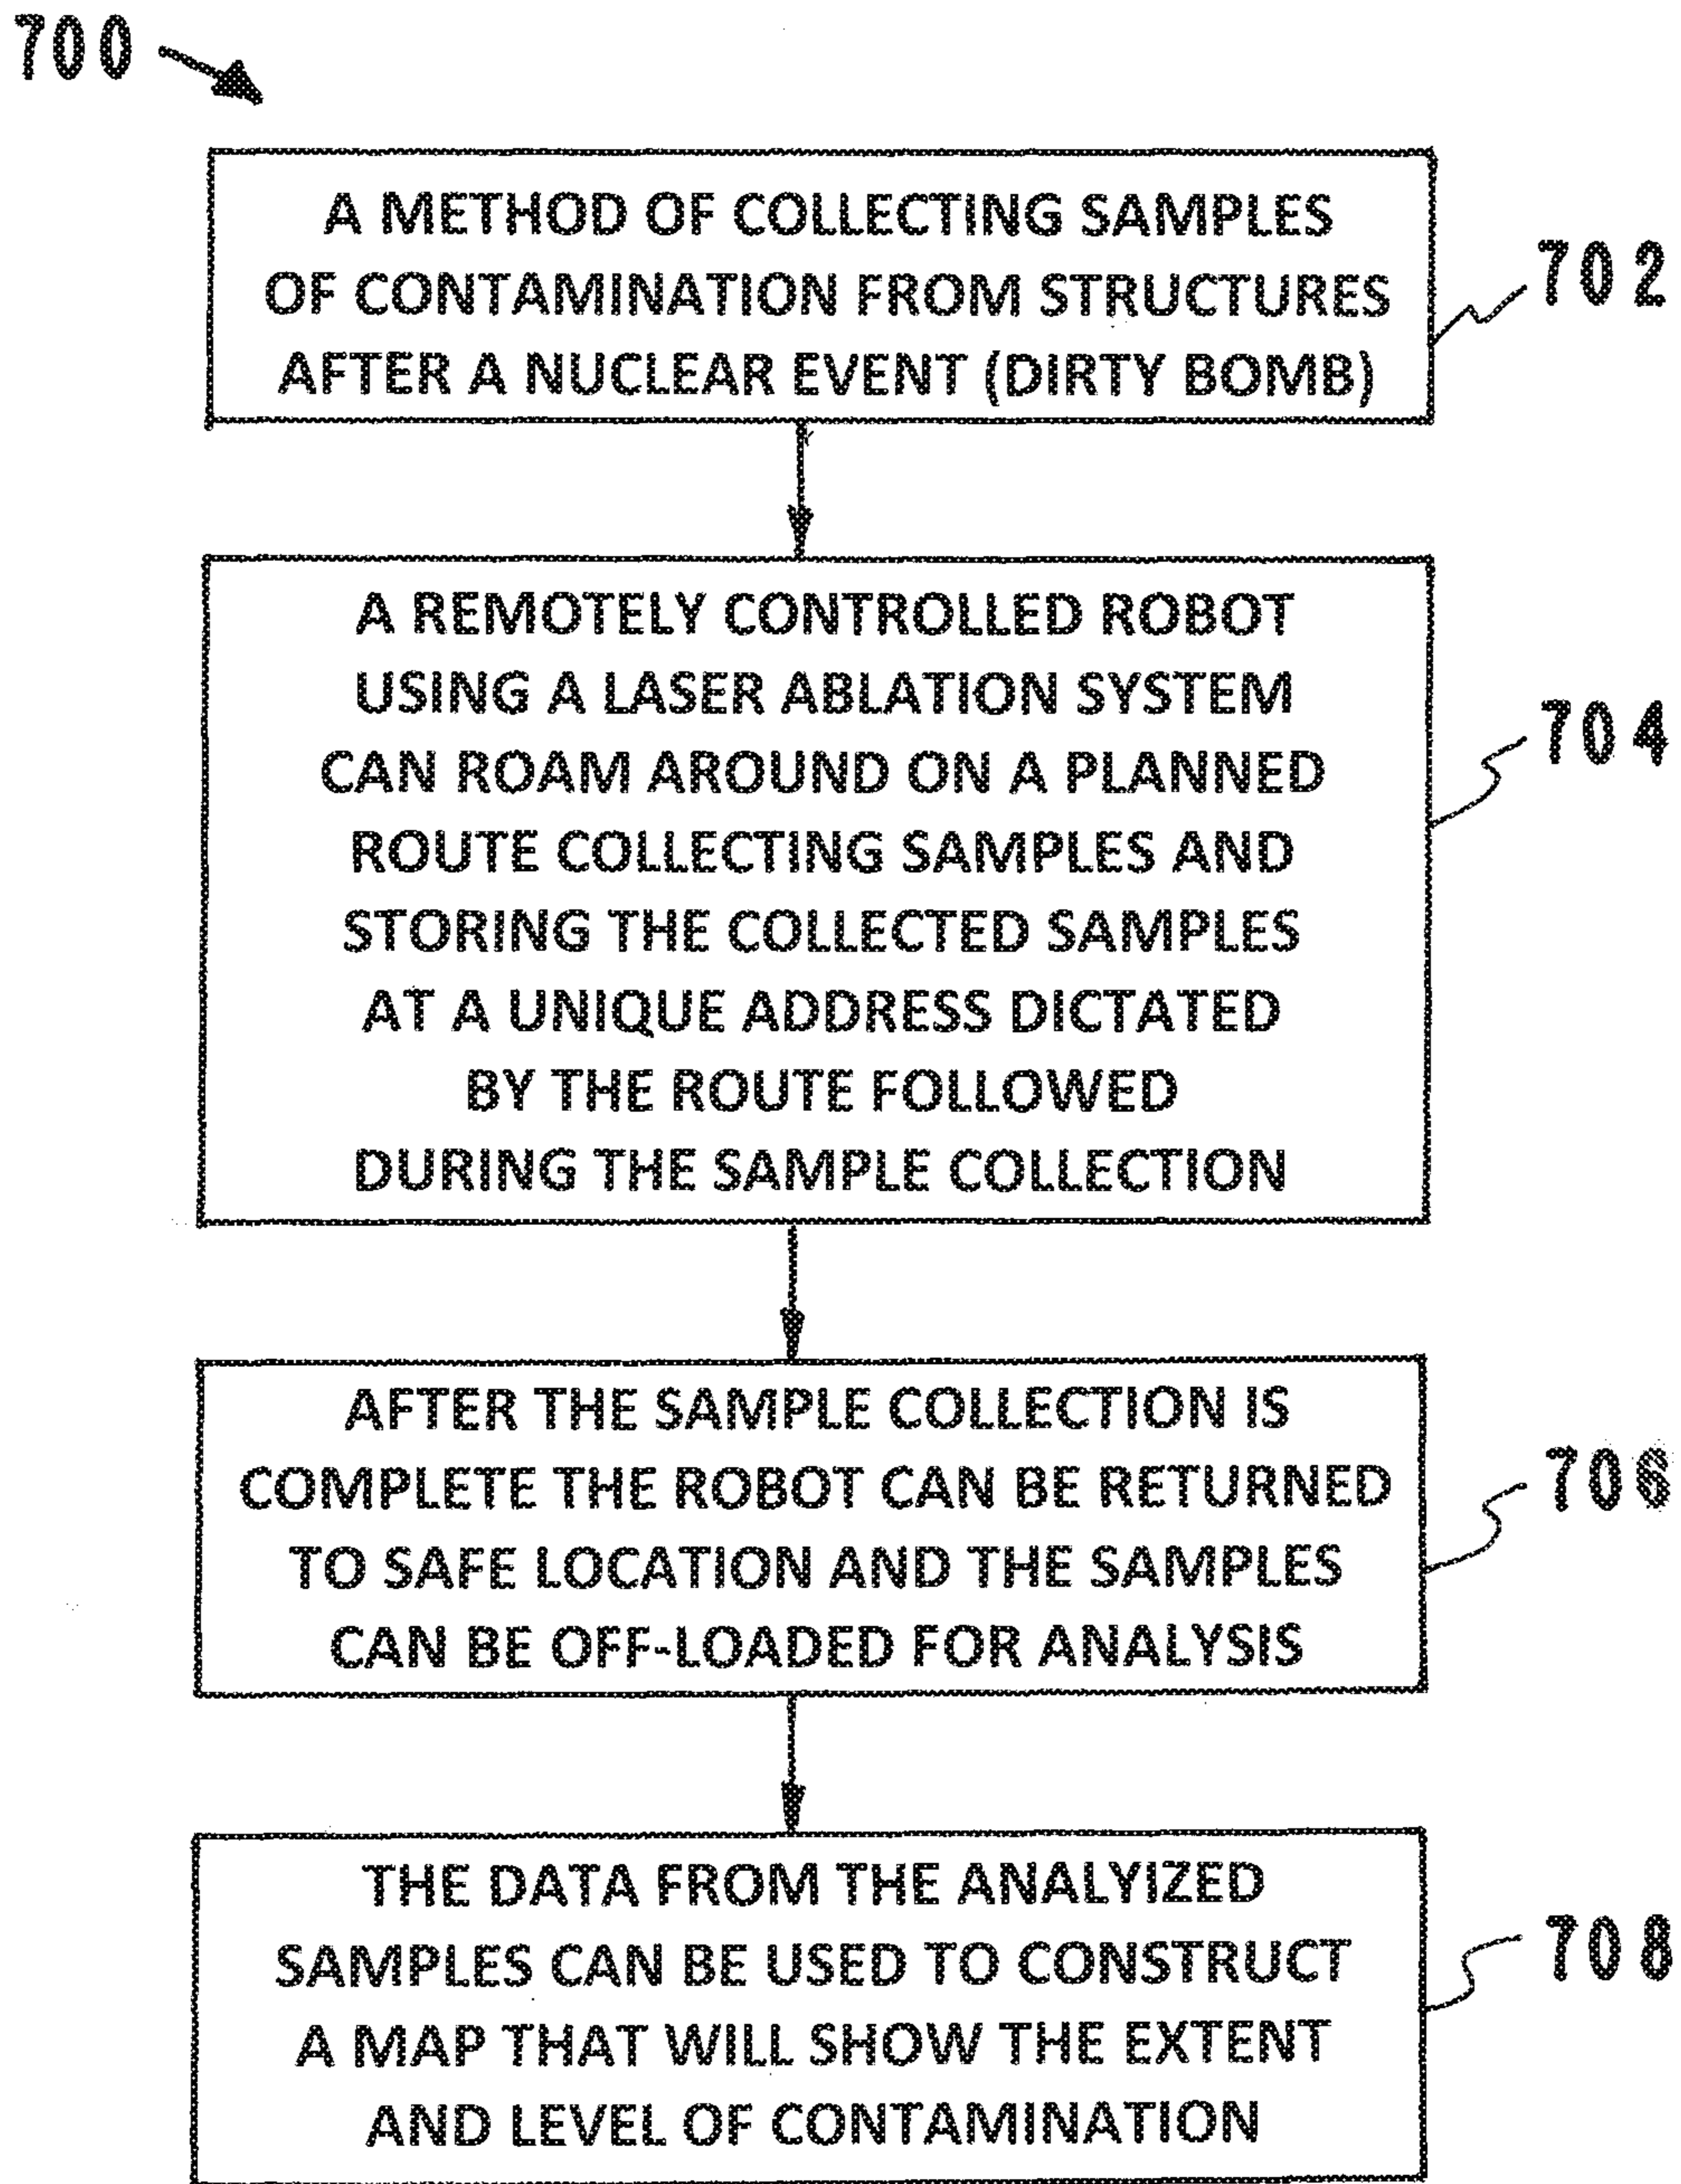 700
A METHOD OF COLLECTING SAMPLES
OF CONTAMINATION FROM STRUCTURES
AFTER A NUCLEAR EVENT (DIRTY BOMB)
702
A REMOTELY CONTROLLED ROBOT
USING A LASER ABLATION SYSTEM
CAN ROAM AROUND ON A PLANNED
ROUTE COLLECTING SAMPLES AND
STORING THE COLLECTED SAMPLES
AT A UNIQUE ADDRESS DICTATED
BY THE ROUTE FOLLOWED
DURING THE SAMPLE COLLECTION
704
AFTER THE SAMPLE COLLECTION IS
COMPLETE THE ROBOT CAN BE RETURNED
TO SAFE LOCATION AND THE SAMPLES
CAN BE OFF-LOADED FOR ANALYSIS
706
THE DATA FROM THE ANALYIZED
SAMPLES CAN BE USED TO CONSTRUCT
A MAP THAT WILL SHOW THE EXTENT
AND LEVEL OF CONTAMINATION
708